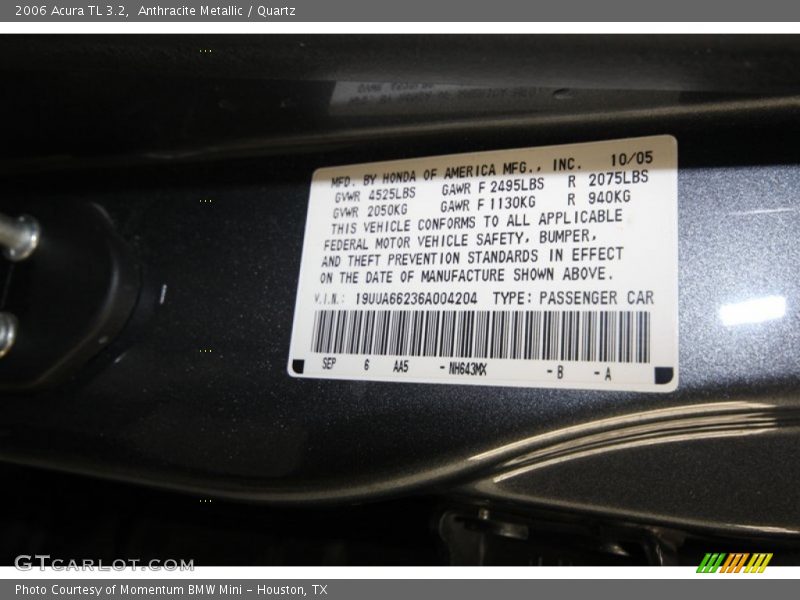 2006 Acura TL 3.2,  Anthracite Metallic / Quartz
MFD. BY HONDA OF AMERICA MFG., INC. 10/05
GVWR 4525LBS GAWR F 2495LBS R 2075LBS
GVWR 2050KG GAWR F 1130KG R 940KG
THIS VEHICLE CONFORMS TO ALL APPLICABLE
FEDERAL MOTOR VEHICLE SAFETY, BUMPER,
AND THEFT PREVENTION STANDARDS IN EFFECT
ON THE DATE OF MANUFACTURE SHOWN ABOVE.
V.I.N.: 19UUA66236A004204 TYPE: PASSENGER CAR
SEP 6 AA5 -NH643MX -B -A
GTCarLot.com
Photo Courtesy of Momentum BMW Mini - Houston, TX